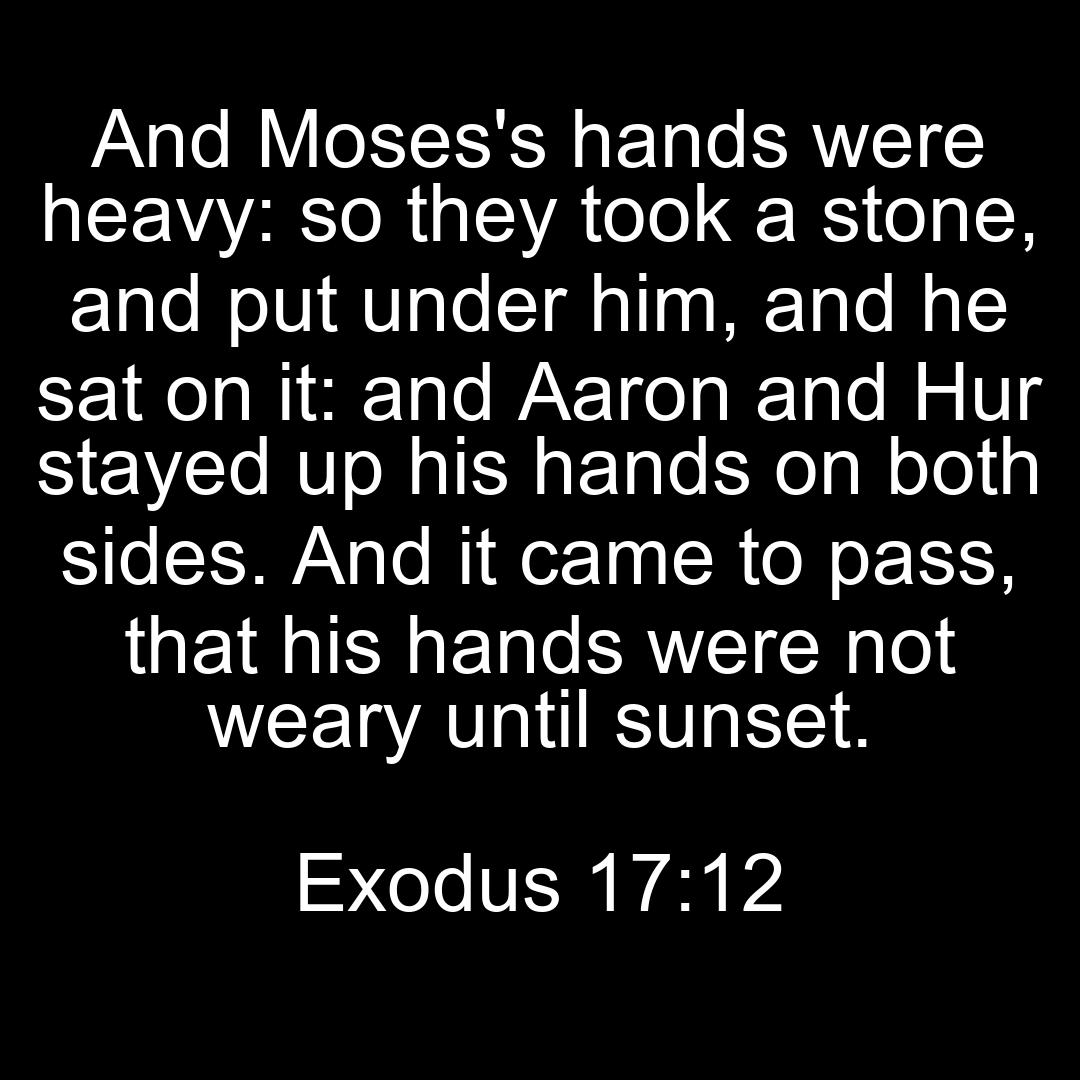 And Moses's hands were
heavy: so they took a stone,
and put under him, and he
sat on it: and Aaron and Hur
stayed up his hands on both
sides. And it came to pass,
that his hands were not
weary until sunset.
Exodus 17:12